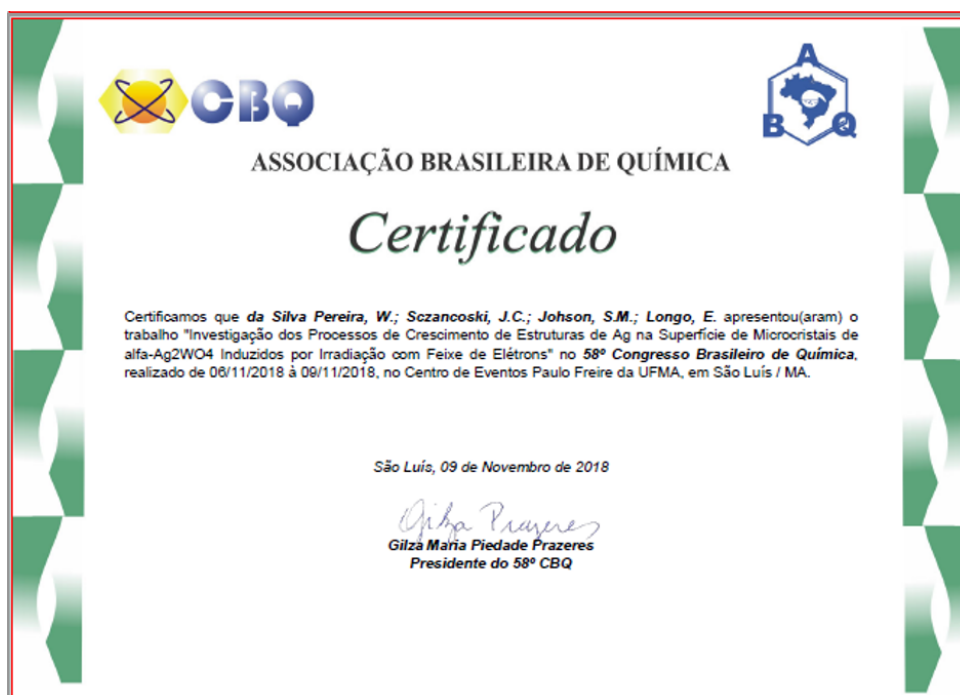 CBQ
A
B Q
ASSOCIAÇÃO BRASILEIRA DE QUÍMICA
Certificado
Certificamos que da Silva Pereira, W.; Sczancoski, J.C.; Johson, S.M.; Longo, E. apresentou(aram) o
trabalho "Investigação dos Processos de Crescimento de Estruturas de Ag na Superfície de Microcristais de
alfa-Ag2WO4 Induzidos por Irradiação com Feixe de Elétrons" no 58º Congresso Brasileiro de Química,
realizado de 06/11/2018 à 09/11/2018, no Centro de Eventos Paulo Freire da UFMA, em São Luís / MA.
São Luís, 09 de Novembro de 2018
Gilza Prazeres
Gilza Maria Piedade Prazeres
Presidente do 58º CBQ